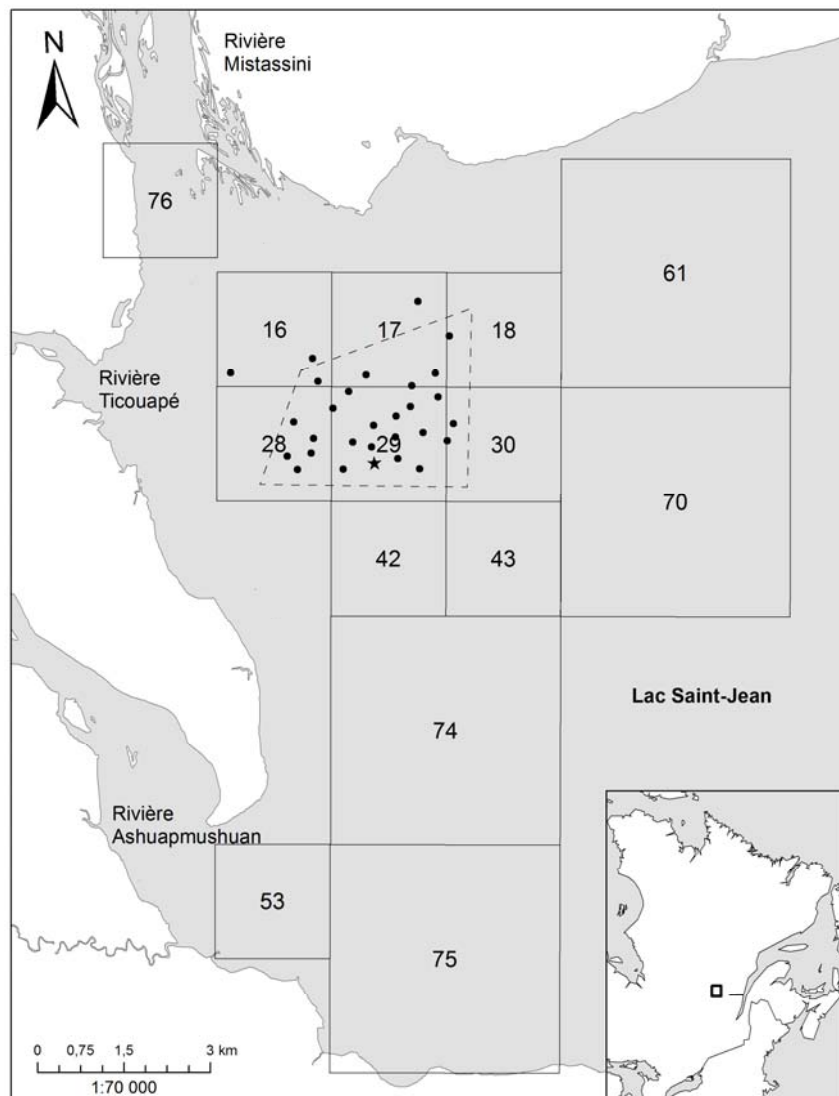 N
Rivière
Mistassini
76
61
16
17
18
Rivière
Ticouapé
28
29
30
70
42
43
Lac Saint-Jean
74
Rivière
Ashuapmushuan
53
75
0 0,75 1,5 3 km
1:70 000